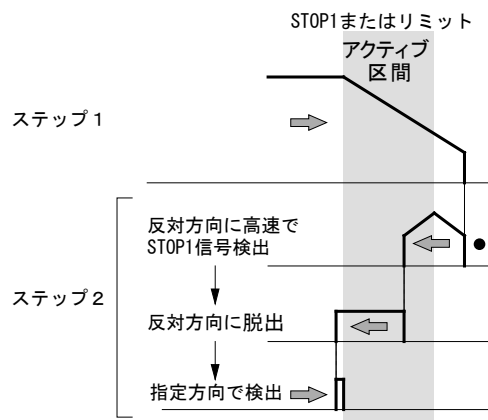 STOP1またはリミット
アクティブ
区間
ステップ1
反対方向に高速で
STOP1信号検出
ステップ2
反対方向に脱出
指定方向で検出